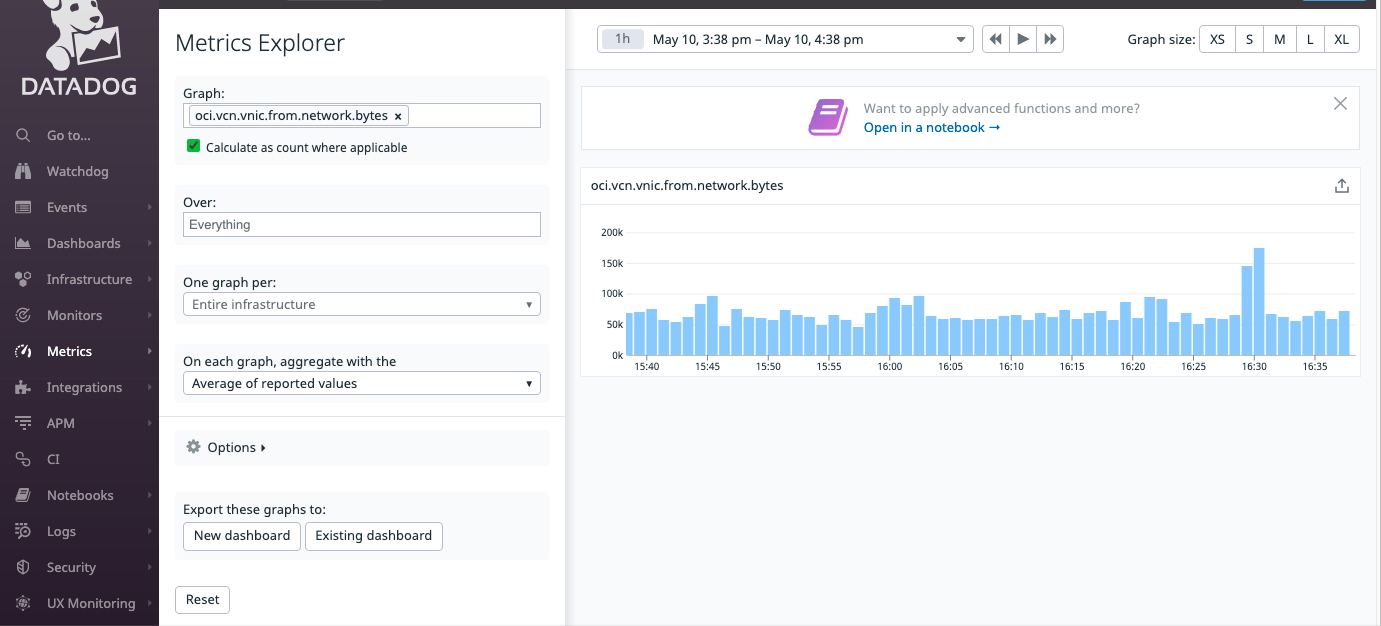 DATADOG
Go to...
Watchdog
Events
Dashboards
Infrastructure
Monitors
Metrics
Integrations
APM
CI
Notebooks
Logs
Security
UX Monitoring
Metrics Explorer
Graph:
oci.vcn.vnic.from.network.bytes ×
Calculate as count where applicable
Over:
Everything
One graph per:
Entire infrastructure
On each graph, aggregate with the
Average of reported values
Options
Export these graphs to:
New dashboard Existing dashboard
Reset
1h May 10, 3:38 pm – May 10, 4:38 pm
Graph size: XS S M L XL
Want to apply advanced functions and more?
Open in a notebook →
oci.vcn.vnic.from.network.bytes
200k
150k
100k
50k
0k
15:40 15:45 15:50 15:55 16:00 16:05 16:10 16:15 16:20 16:25 16:30 16:35